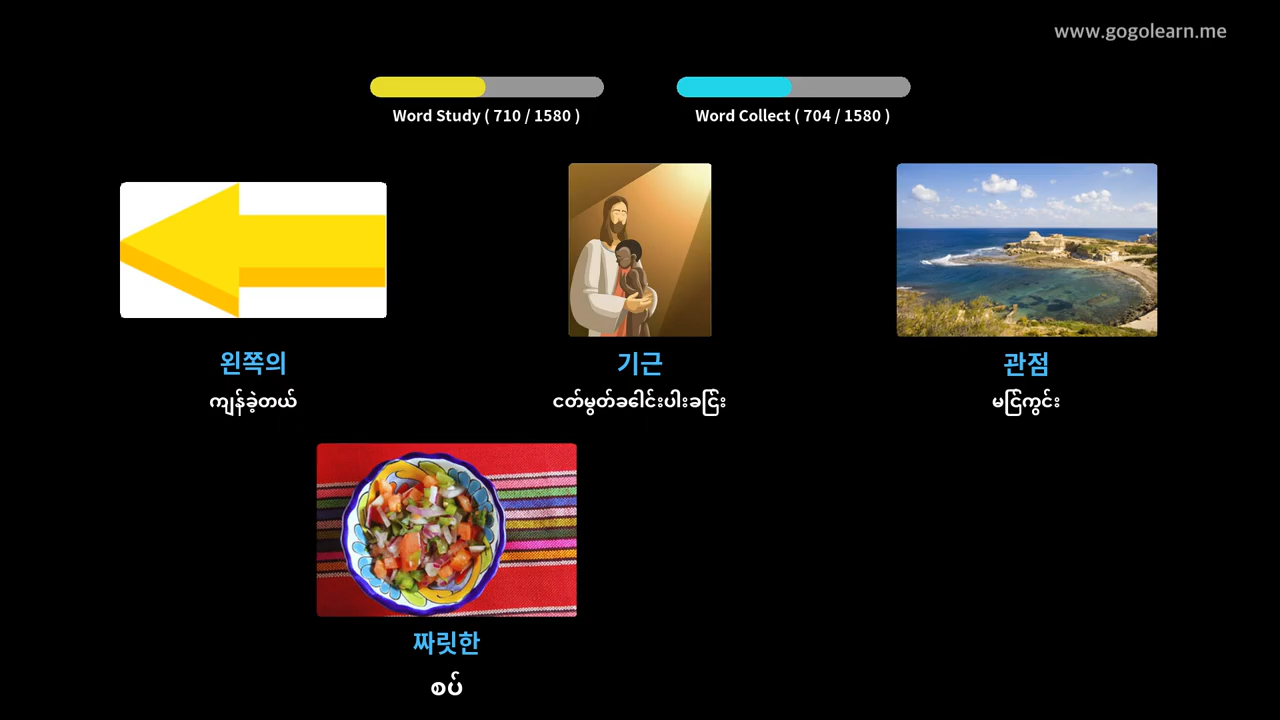 www.gogolearn.me
Word Study ( 710 / 1580 )
Word Collect ( 704 / 1580 )
왼쪽의
ကျန်ခဲ့တယ်
기근
ငတ်မွတ်ခေါင်းပါးခြင်း
관점
မြင်ကွင်း
짜릿한
စပ်